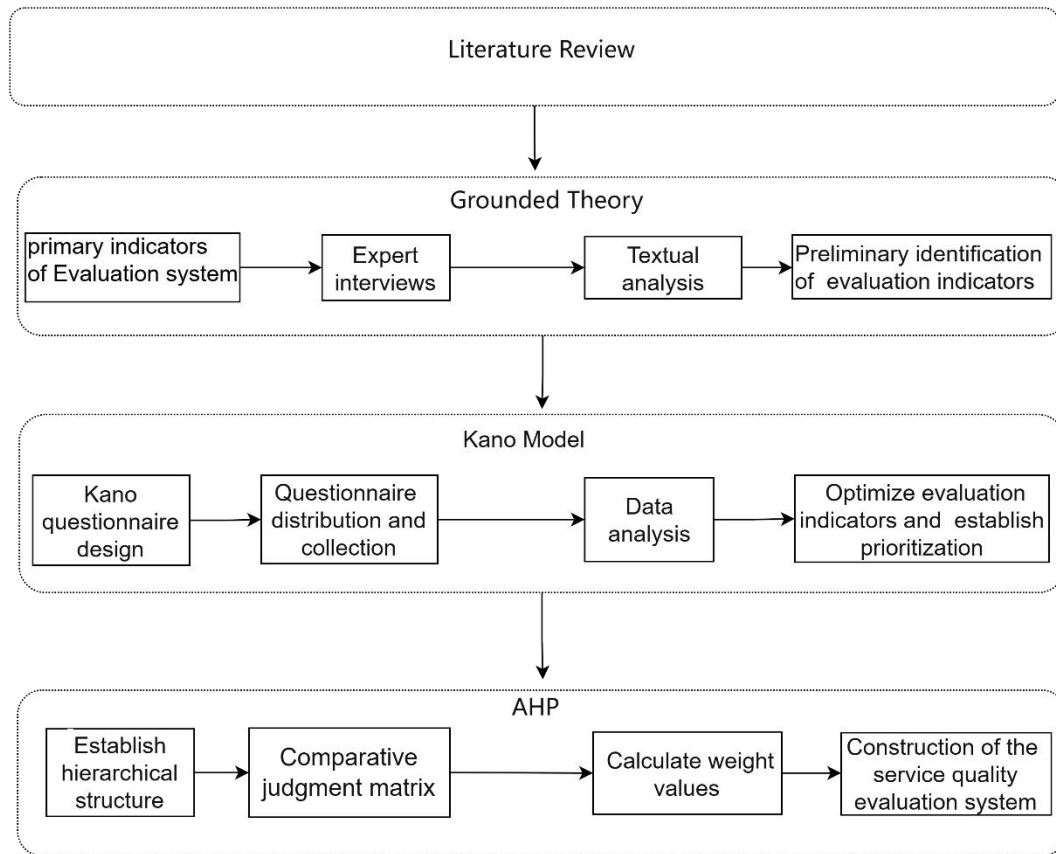 Literature Review
Grounded Theory
primary indicators
of Evaluation system
Expert
interviews
Textual
analysis
Preliminary identification
of evaluation indicators
Kano Model
Kano
questionnaire
design
Questionnaire
distribution and
collection
Data
analysis
Optimize evaluation
indicators and establish
prioritization
AHP
Establish
hierarchical
structure
Comparative
judgment matrix
Calculate weight
values
Construction of the
service quality
evaluation system